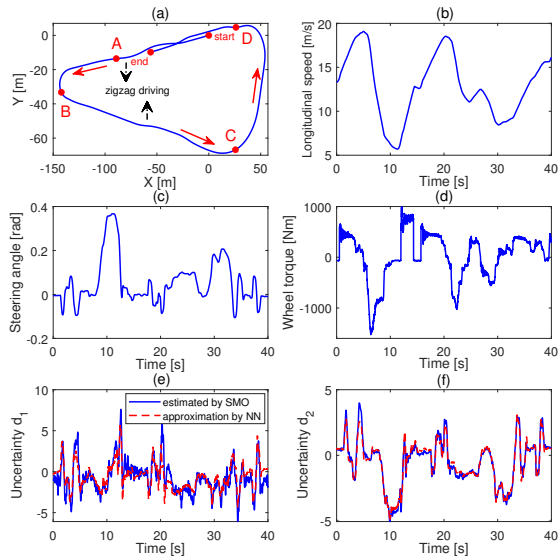 (a)
0
-20
-40
-60
Y [m]
-150
-100
-50
0
50
X [m]
A
B
C
D
start
end
zigzag driving
(b)
20
15
10
5
Longitudinal speed [m/s]
0
10
20
30
40
Time [s]
(c)
0.4
0.2
0
-0.2
Steering angle [rad]
0
10
20
30
40
Time [s]
(d)
1000
0
-1000
Wheel torque [Nm]
0
10
20
30
40
Time [s]
(e)
estimated by SMO
approximation by NN
5
0
-5
Uncertainty d1
0
10
20
30
40
Time [s]
(f)
5
0
-5
Uncertainty d2
0
10
20
30
40
Time [s]